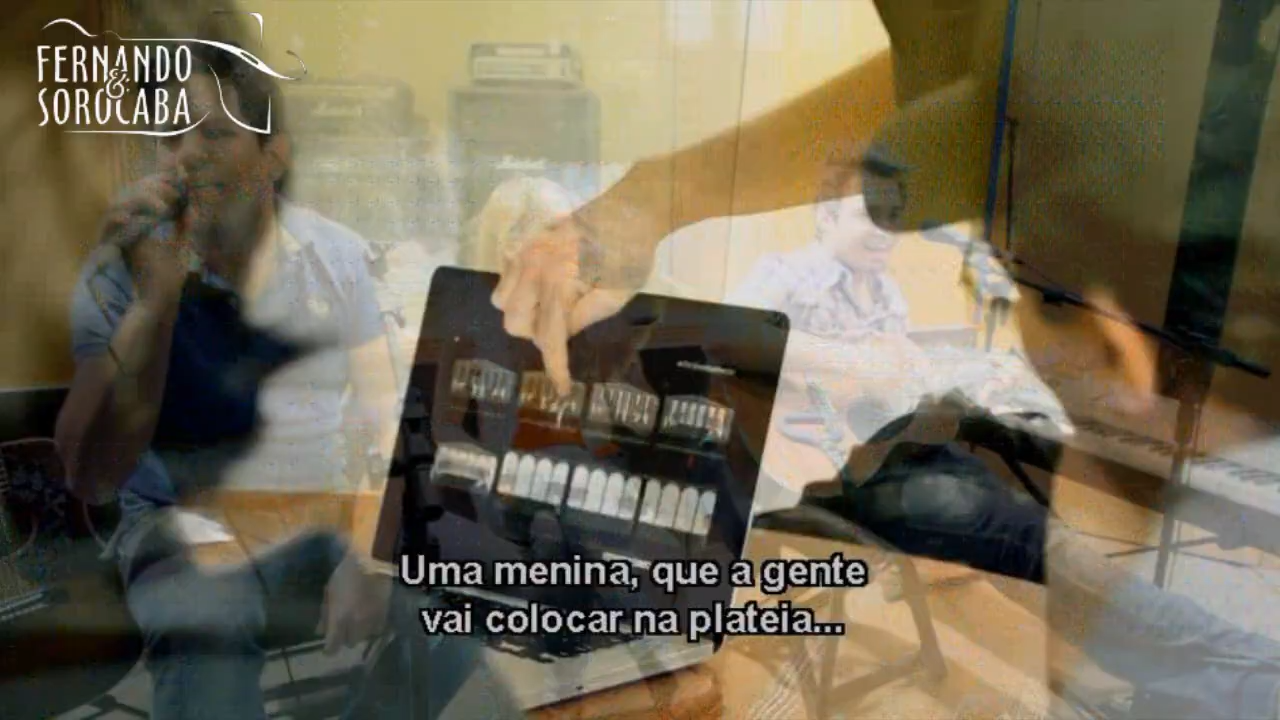 FERNANDO
&
SOROCABA
Uma menina, que a gente
vai colocar na plateia...